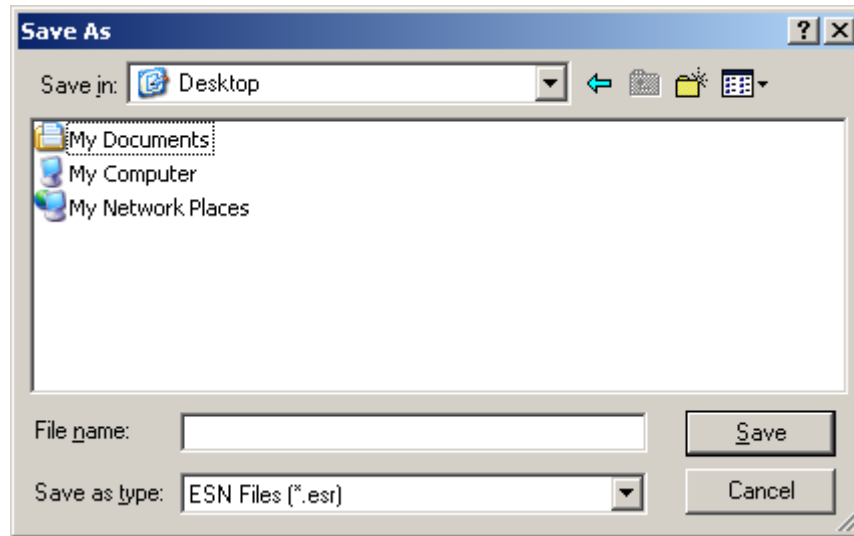 Save As
Save in: Desktop
My Documents
My Computer
My Network Places
File name:
Save
Save as type: ESN Files (*.esr)
Cancel